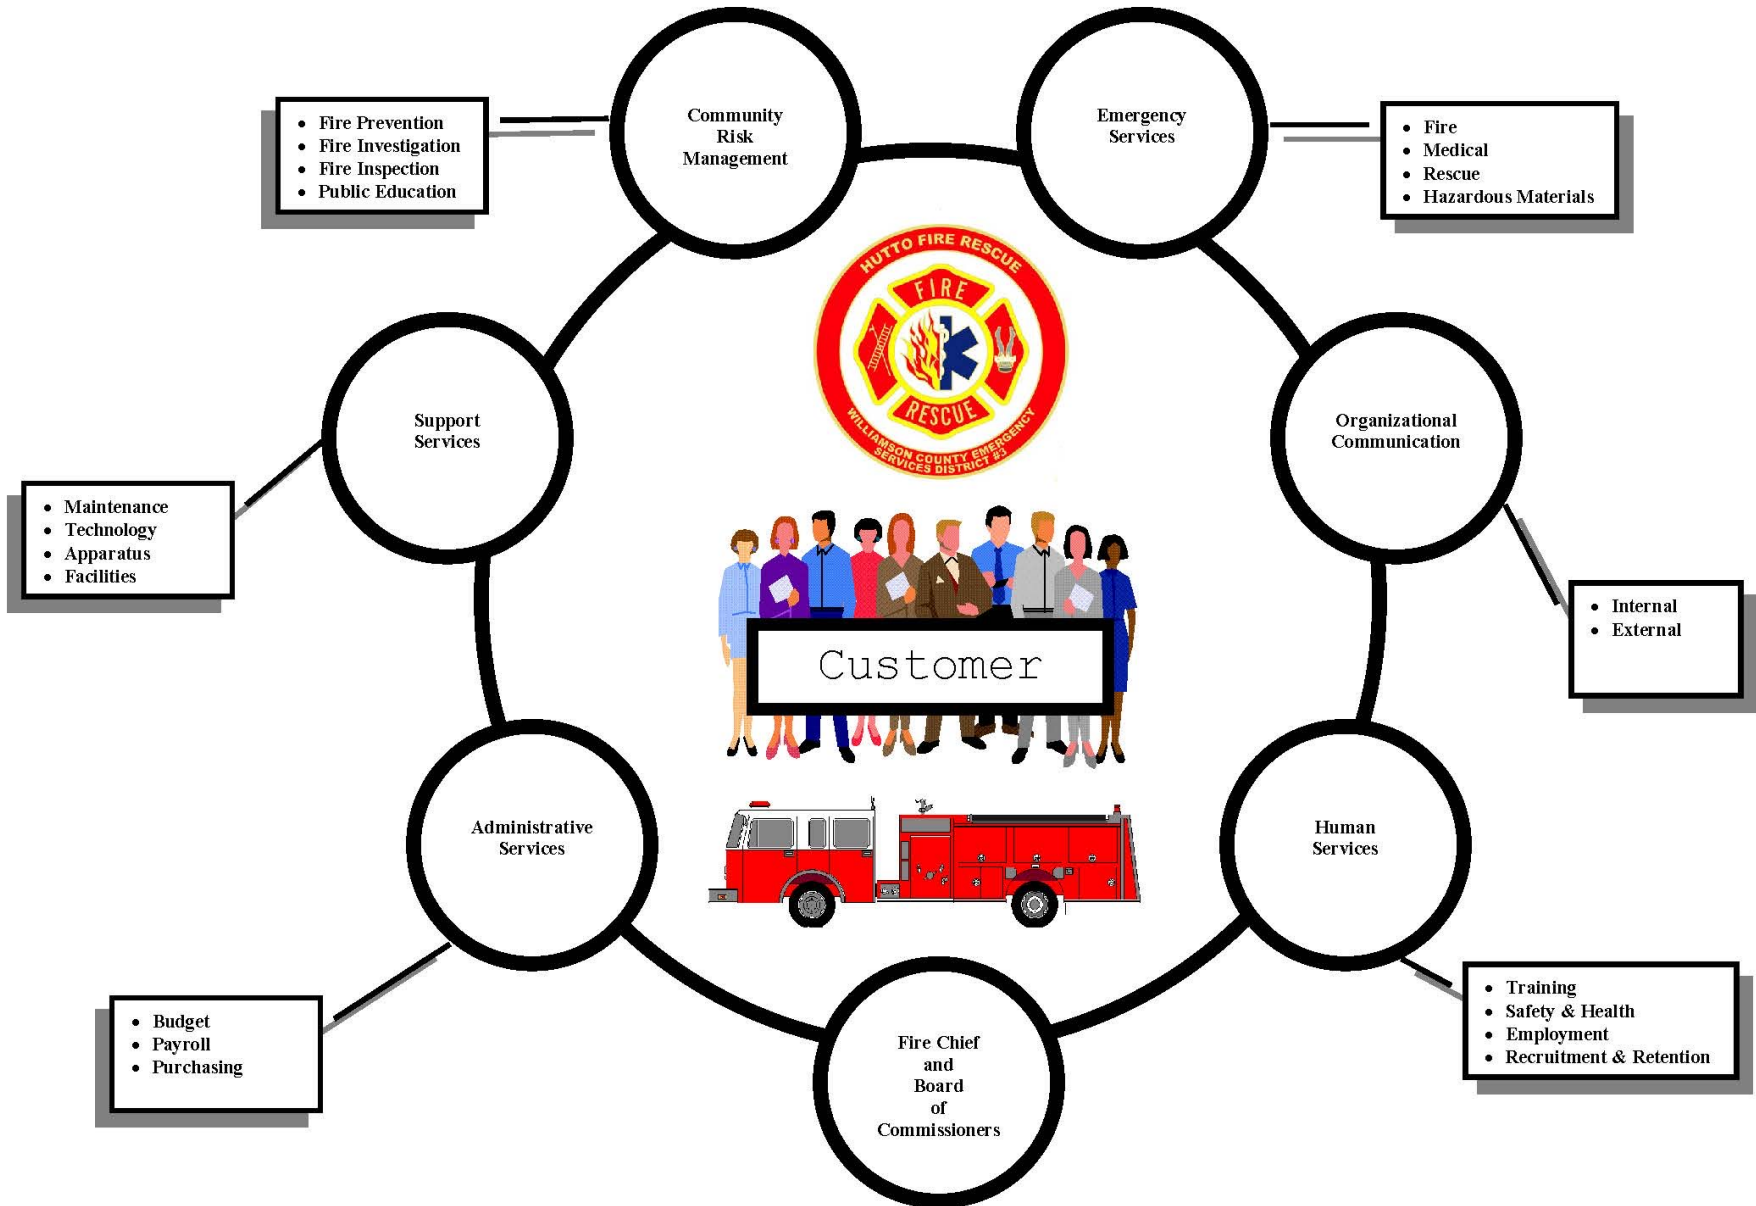 Community
Risk
Management
Emergency
Services
• Fire Prevention
• Fire Investigation
• Fire Inspection
• Public Education
• Fire
• Medical
• Rescue
• Hazardous Materials
HUTTO FIRE RESCUE
FIRE
RESCUE
WILLIAMSON COUNTY EMERGENCY
SERVICES DISTRICT #3
Support
Services
Organizational
Communication
• Maintenance
• Technology
• Apparatus
• Facilities
• Internal
• External
Customer
Administrative
Services
Human
Services
• Budget
• Payroll
• Purchasing
Fire Chief
and
Board
of
Commissioners
• Training
• Safety & Health
• Employment
• Recruitment & Retention